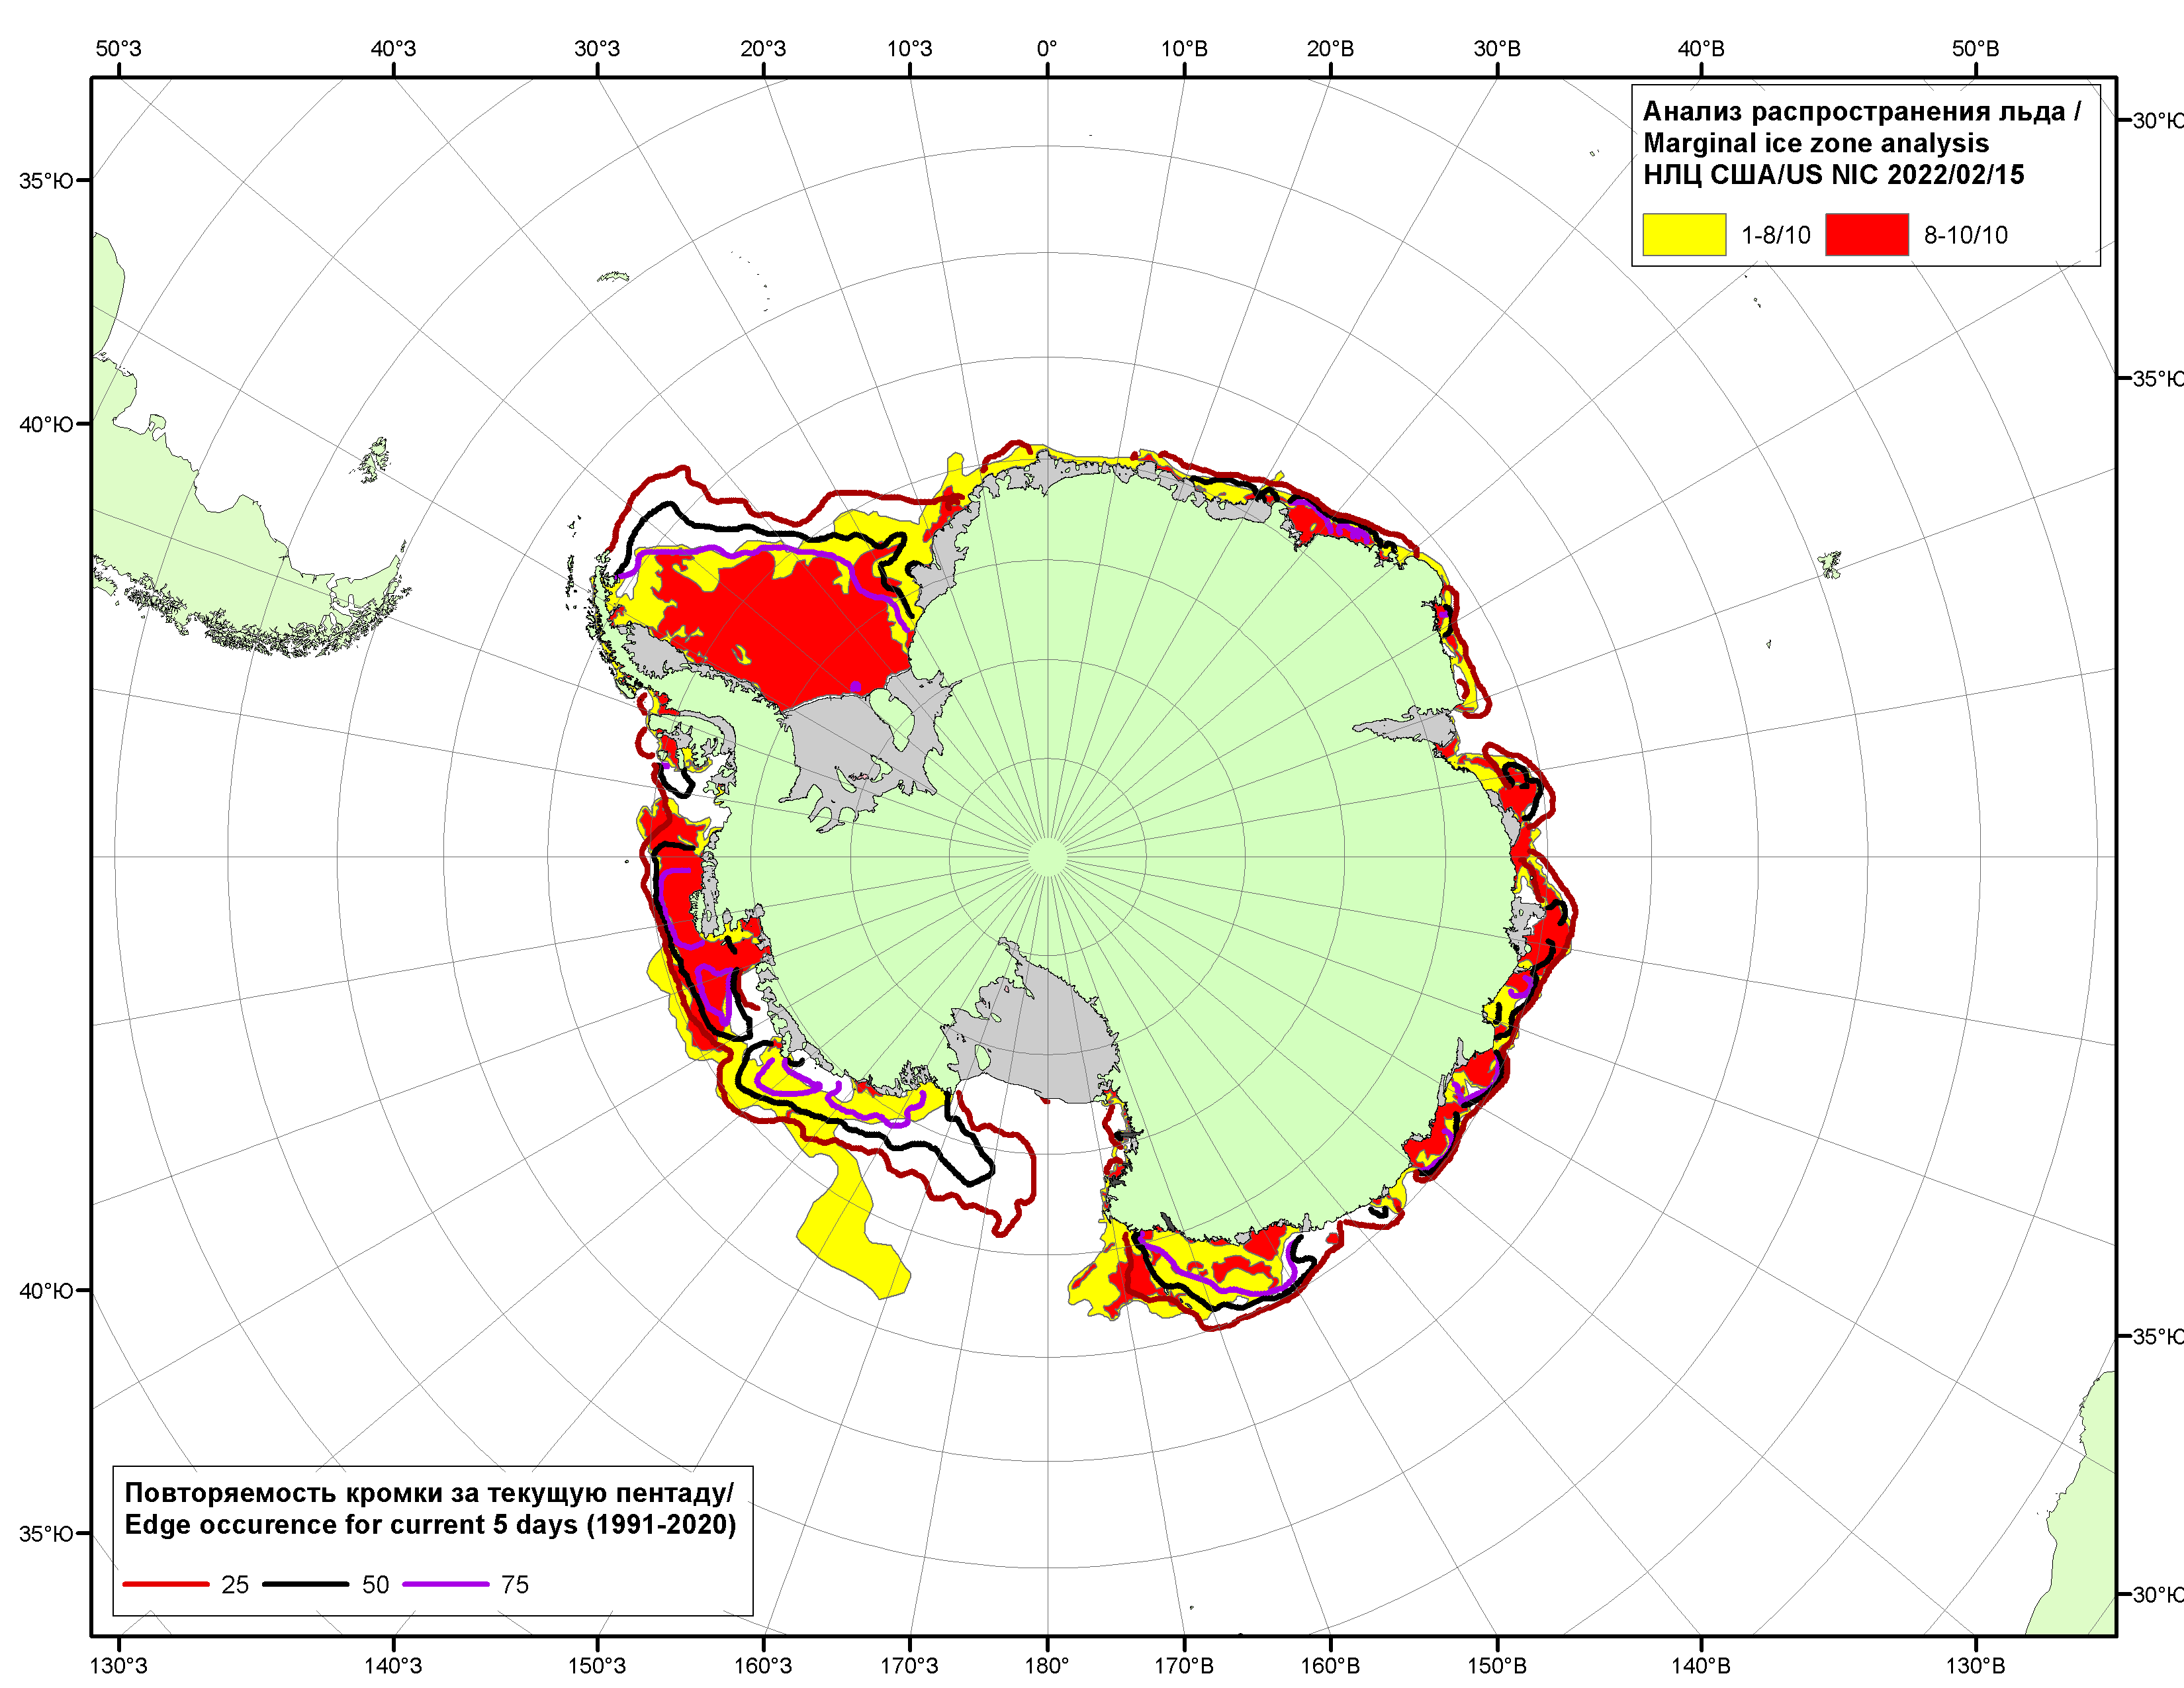 50°З 40°З 30°З 20°З 10°З 0° 10°В 20°В 30°В 40°В 50°В
Анализ распространения льда /
Marginal ice zone analysis
НЛЦ США/US NIC 2022/02/15
1-8/10 8-10/10
30°Ю
35°Ю
35°Ю
40°Ю
40°Ю
35°Ю
35°Ю
30°Ю
Повторяемость кромки за текущую пентаду/
Edge occurence for current 5 days (1991-2020)
25 50 75
130°З 140°З 150°З 160°З 170°З 180° 170°В 160°В 150°В 140°В 130°В